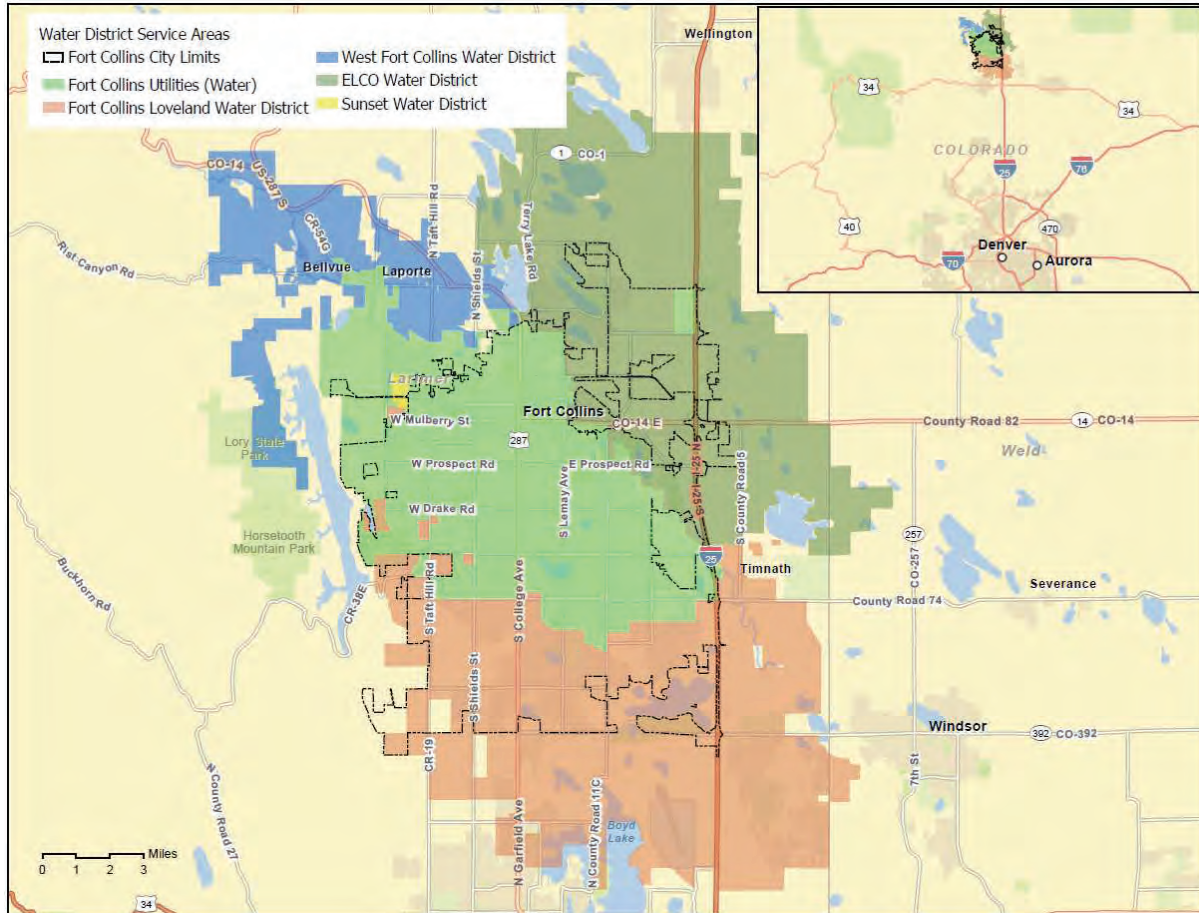 Water District Service Areas
Fort Collins City Limits
Fort Collins Utilities (Water)
Fort Collins Loveland Water District
West Fort Collins Water District
ELCO Water District
Sunset Water District
Wellington
34
34
COLORADO
25
76
40
470
Denver
70
Aurora
1
CO-1
CO-14
US-287 S
CR-54G
N Taft Hill Rd
Terry Lake Rd
N Shields St
Rist Canyon Rd
Bellvue
Laporte
Larimer
Fort Collins
W Mulberry St
CO-14 E
County Road 82
14
CO-14
287
Lory State
Park
W Prospect Rd
E Prospect Rd
Weld
S Lemay Ave
I-25 N
I-25 S
S County Road 5
W Drake Rd
Horsetooth
Mountain Park
257
CO-257
25
Timnath
Severance
Buckhorn Rd
CR-38E
S Taft Hill Rd
S College Ave
County Road 74
S Shields St
Windsor
392
CO-392
CR-19
7th St
N County Road 27
N Garfield Ave
N County Road 11C
Boyd
Lake
Miles
0 1 2 3
34